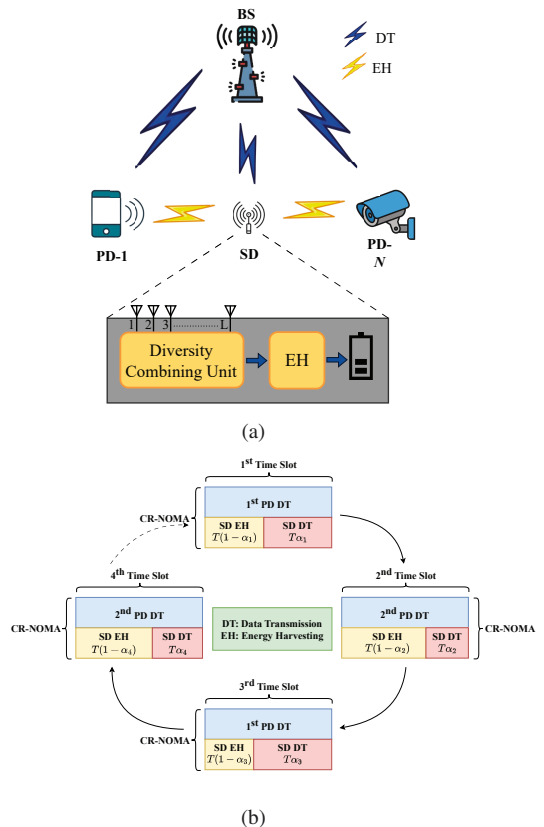 BS
DT
EH
PD-1
SD
PD-
N
1 2 3 ............... L
Diversity
Combining Unit
EH
(a)
1st Time Slot
CR-NOMA
1st PD DT
SD EH
T(1 − α1)
SD DT
Tα1
4th Time Slot
CR-NOMA
2nd PD DT
SD EH
T(1 − α4)
SD DT
Tα4
DT: Data Transmission
EH: Energy Harvesting
2nd Time Slot
2nd PD DT
CR-NOMA
SD EH
T(1 − α2)
SD DT
Tα2
3rd Time Slot
CR-NOMA
1st PD DT
SD EH
T(1 − α3)
SD DT
Tα3
(b)